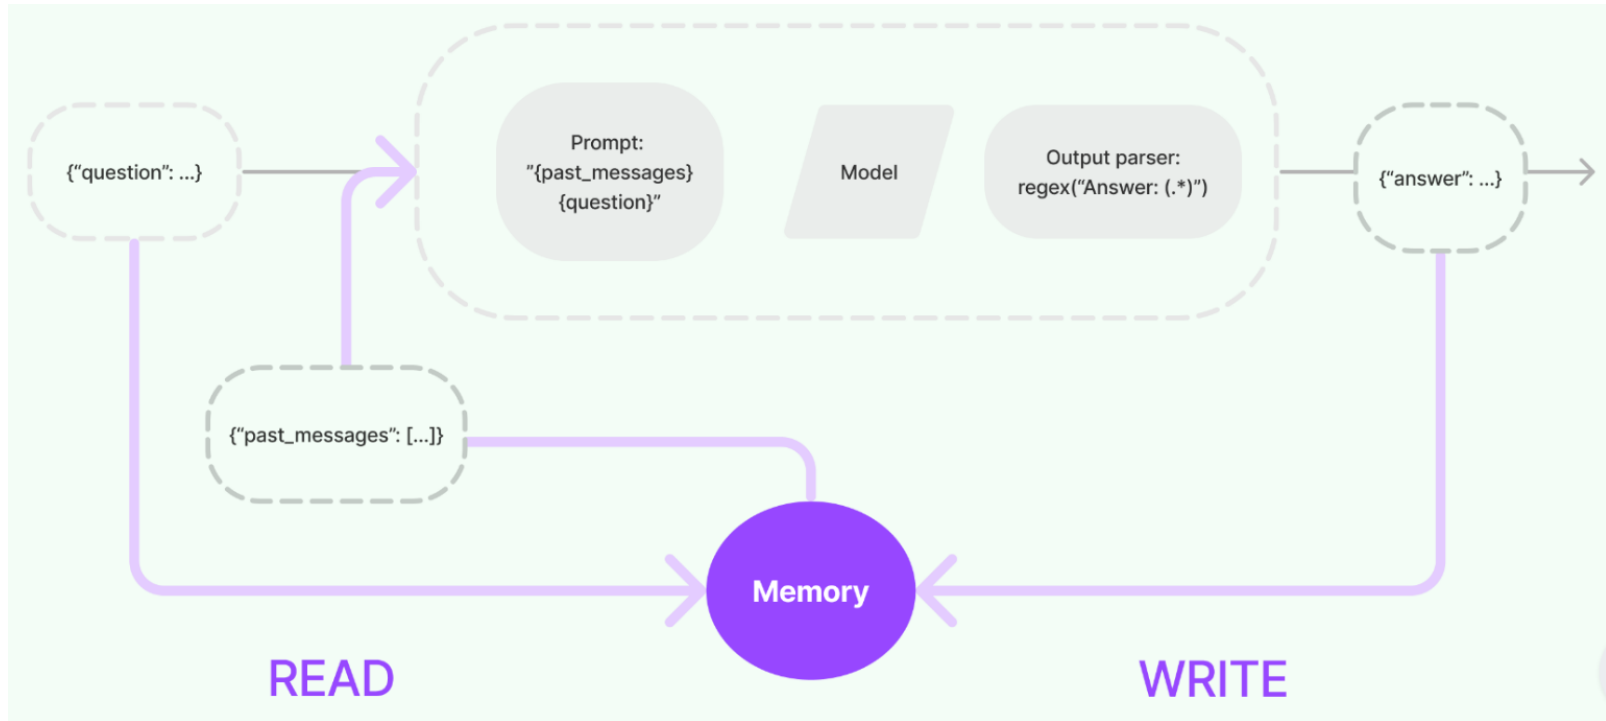 {“question”: ...}
Prompt:
”{past_messages}
{question}”
Model
Output parser:
regex(“Answer: (.*)”)
{“answer”: ...}
{“past_messages”: [...]}
Memory
READ
WRITE